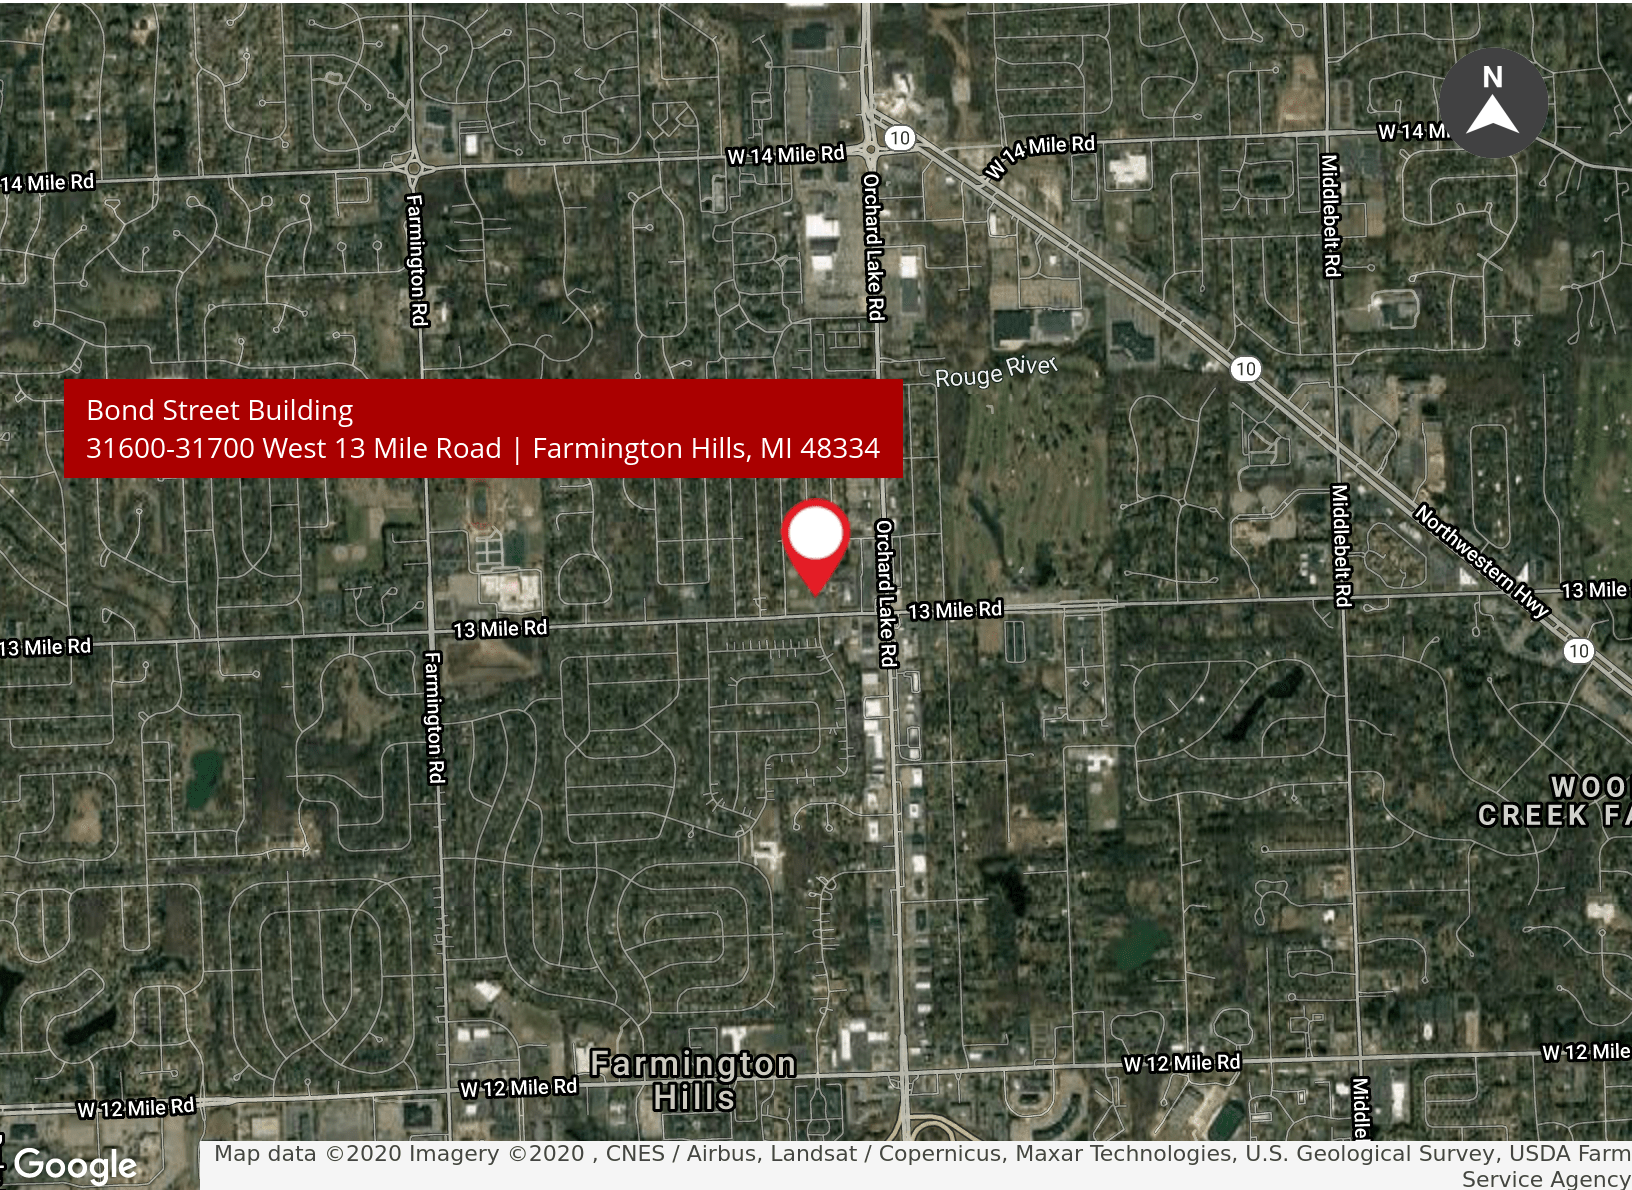 N
10
W 14 Mile Rd
W 14 Mile Rd
W 14 M
14 Mile Rd
Farmington Rd
Orchard Lake Rd
Middlebelt Rd
Rouge River
10
Bond Street Building
31600-31700 West 13 Mile Road | Farmington Hills, MI 48334
Orchard Lake Rd
Middlebelt Rd
Northwestern Hwy
13 Mile Rd
13 Mile Rd
13 Mile Rd
13 Mile
10
Farmington Rd
WOO
CREEK FA
W 12 Mile Rd
W 12 Mile Rd
W 12 Mile Rd
W 12 Mile
Farmington
Hills
Middle
Google
Map data ©2020 Imagery ©2020 , CNES / Airbus, Landsat / Copernicus, Maxar Technologies, U.S. Geological Survey, USDA Farm
Service Agency